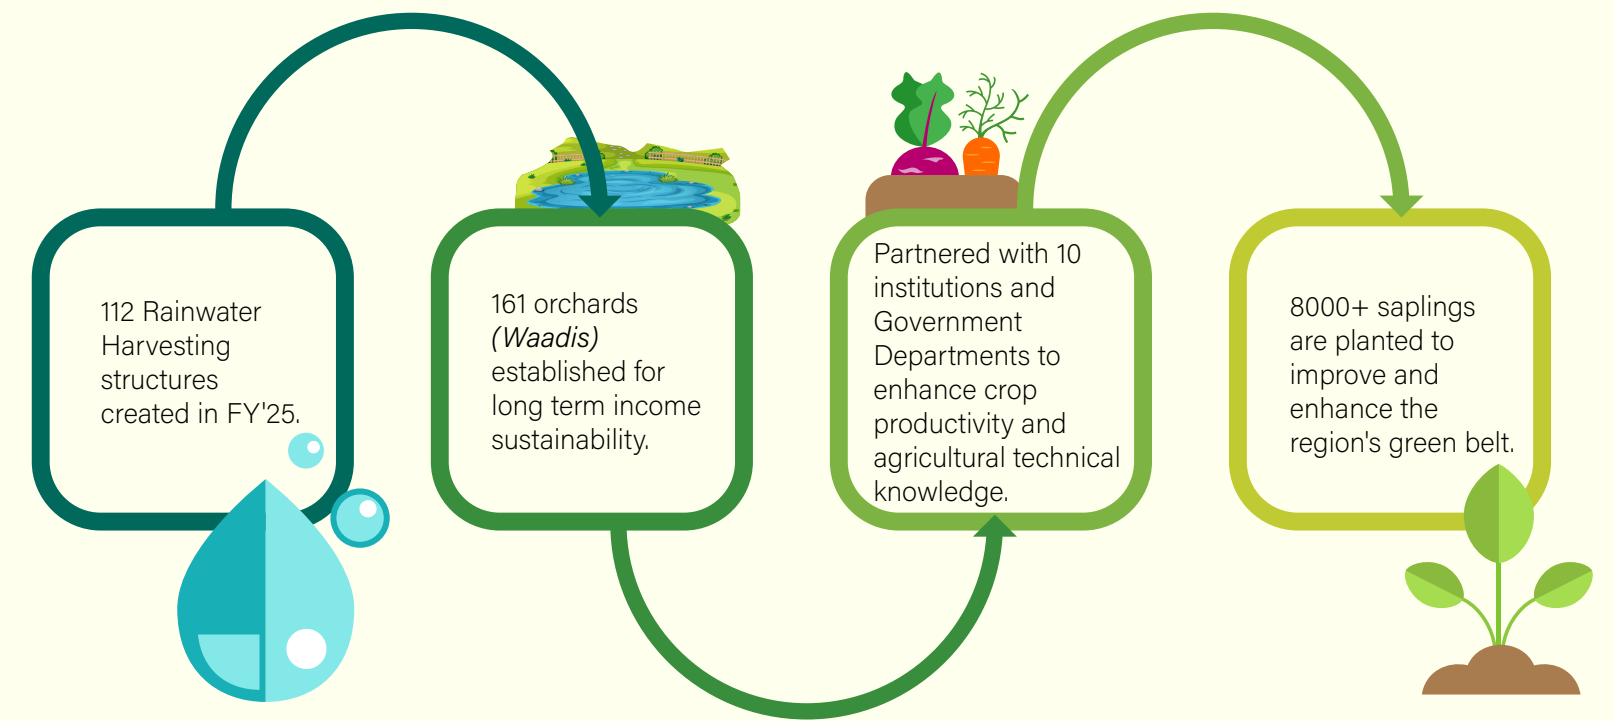 112 Rainwater
Harvesting
structures
created in FY'25.
161 orchards
(Waadis)
established for
long term income
sustainability.
Partnered with 10
institutions and
Government
Departments to
enhance crop
productivity and
agricultural technical
knowledge.
8000+ saplings
are planted to
improve and
enhance the
region's green belt.